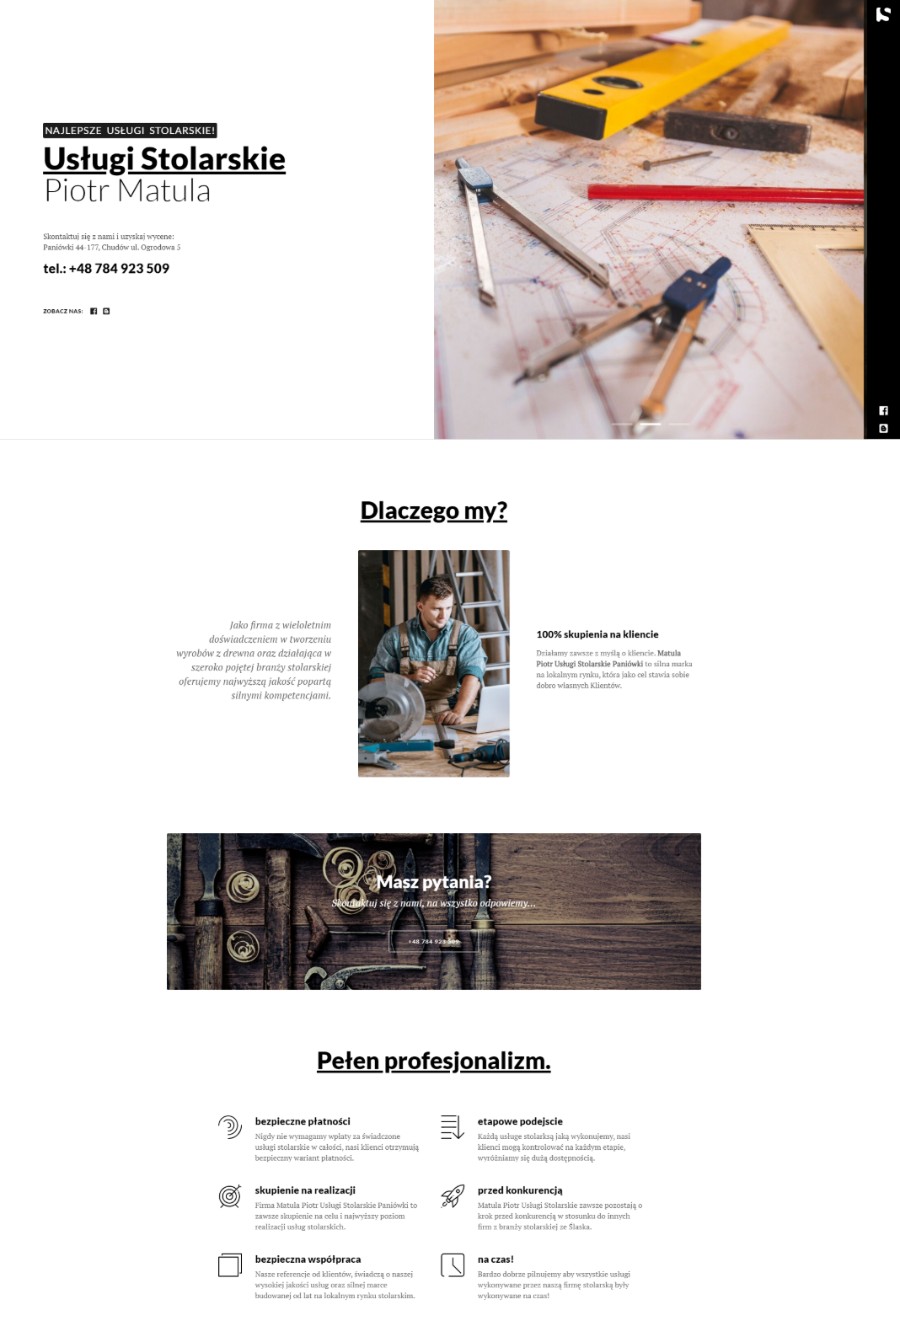 NAJLEPSZE USŁUGI STOLARSKIE!
Usługi Stolarskie
Piotr Matula
Skontaktuj się z nami i uzyskaj wycenę:
Paniówki 44-177, Chudów ul. Ogrodowa 5
tel.: +48 784 923 509
ZOBACZ NAS:
Dlaczego my?
Jako firma z wieloletnim
doświadczeniem w tworzeniu
wyrobów z drewna oraz działająca w
szeroko pojętej branży stolarskiej
oferujemy najwyższą jakość popartą
silnymi kompetencjami.
100% skupienia na kliencie
Działamy zawsze z myślą o kliencie. Matula
Piotr Usługi Stolarskie Paniówki to silna marka
na lokalnym rynku, która jako cel stawia sobie
dobro własnych Klientów.
Masz pytania?
Skontaktuj się z nami, na wszystko odpowiemy...
+48 784 923 509
Pełen profesjonalizm.
bezpieczne płatności
Nigdy nie wymagamy wpłaty za świadczone
usługi stolarskie w całości, nasi klienci otrzymują
bezpieczny wariant płatności.
etapowe podejscie
Każdą usługe stolarksą jaką wykonujemy, nasi
klienci mogą kontrolować na każdym etapie,
wyróżniamy się dużą dostępnością.
skupienie na realizacji
Firma Matula Piotr Usługi Stolarskie Paniówki to
zawsze skupienie na celu i najwyższy poziom
realizacji usług stolarskich.
przed konkurencją
Matula Piotr Usługi Stolarskie zawsze pozostają o
krok przed konkurencją w stosunku do innych
firm z branży stolarskiej ze Śląska.
bezpieczna współpraca
Nasze referencje od klientów, świadczą o naszej
wysokiej jakości usług oraz silnej marce
budowanej od lat na lokalnym rynku stolarskim.
na czas!
Bardzo dobrze pilnujemy aby wszystkie usługi
wykonywane przez naszą firmę stolarską były
wykonywane na czas!